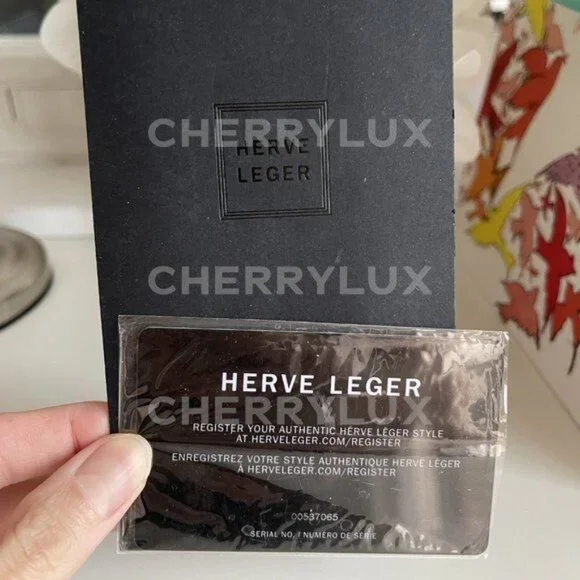 CHERRYLUX
HERVE
LEGER
CHERRYLUX
HERVE LEGER
CHERRYLUX
REGISTER YOUR AUTHENTIC HERVE LEGER STYLE
AT HERVELEGER.COM/REGISTER
ENREGISTREZ VOTRE STYLE AUTHENTIQUE HERVE LEGER
À HERVELEGER.COM/REGISTER
00537065
SERIAL NO. / NUMÉRO DE SÉRIE